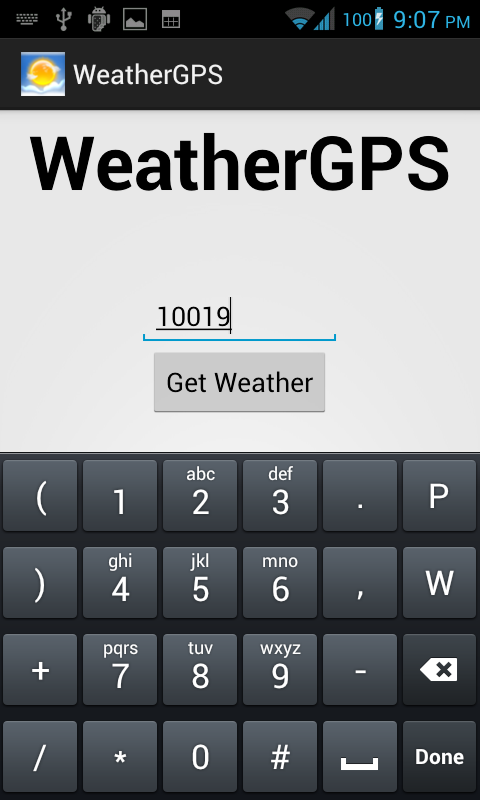 100 9:07 PM
WeatherGPS
WeatherGPS
10019
Get Weather
( 1 abc 2 def 3 . P
) ghi 4 jkl 5 mno 6 , W
+ pqrs 7 tuv 8 wxyz 9 -
/ * 0 # Done